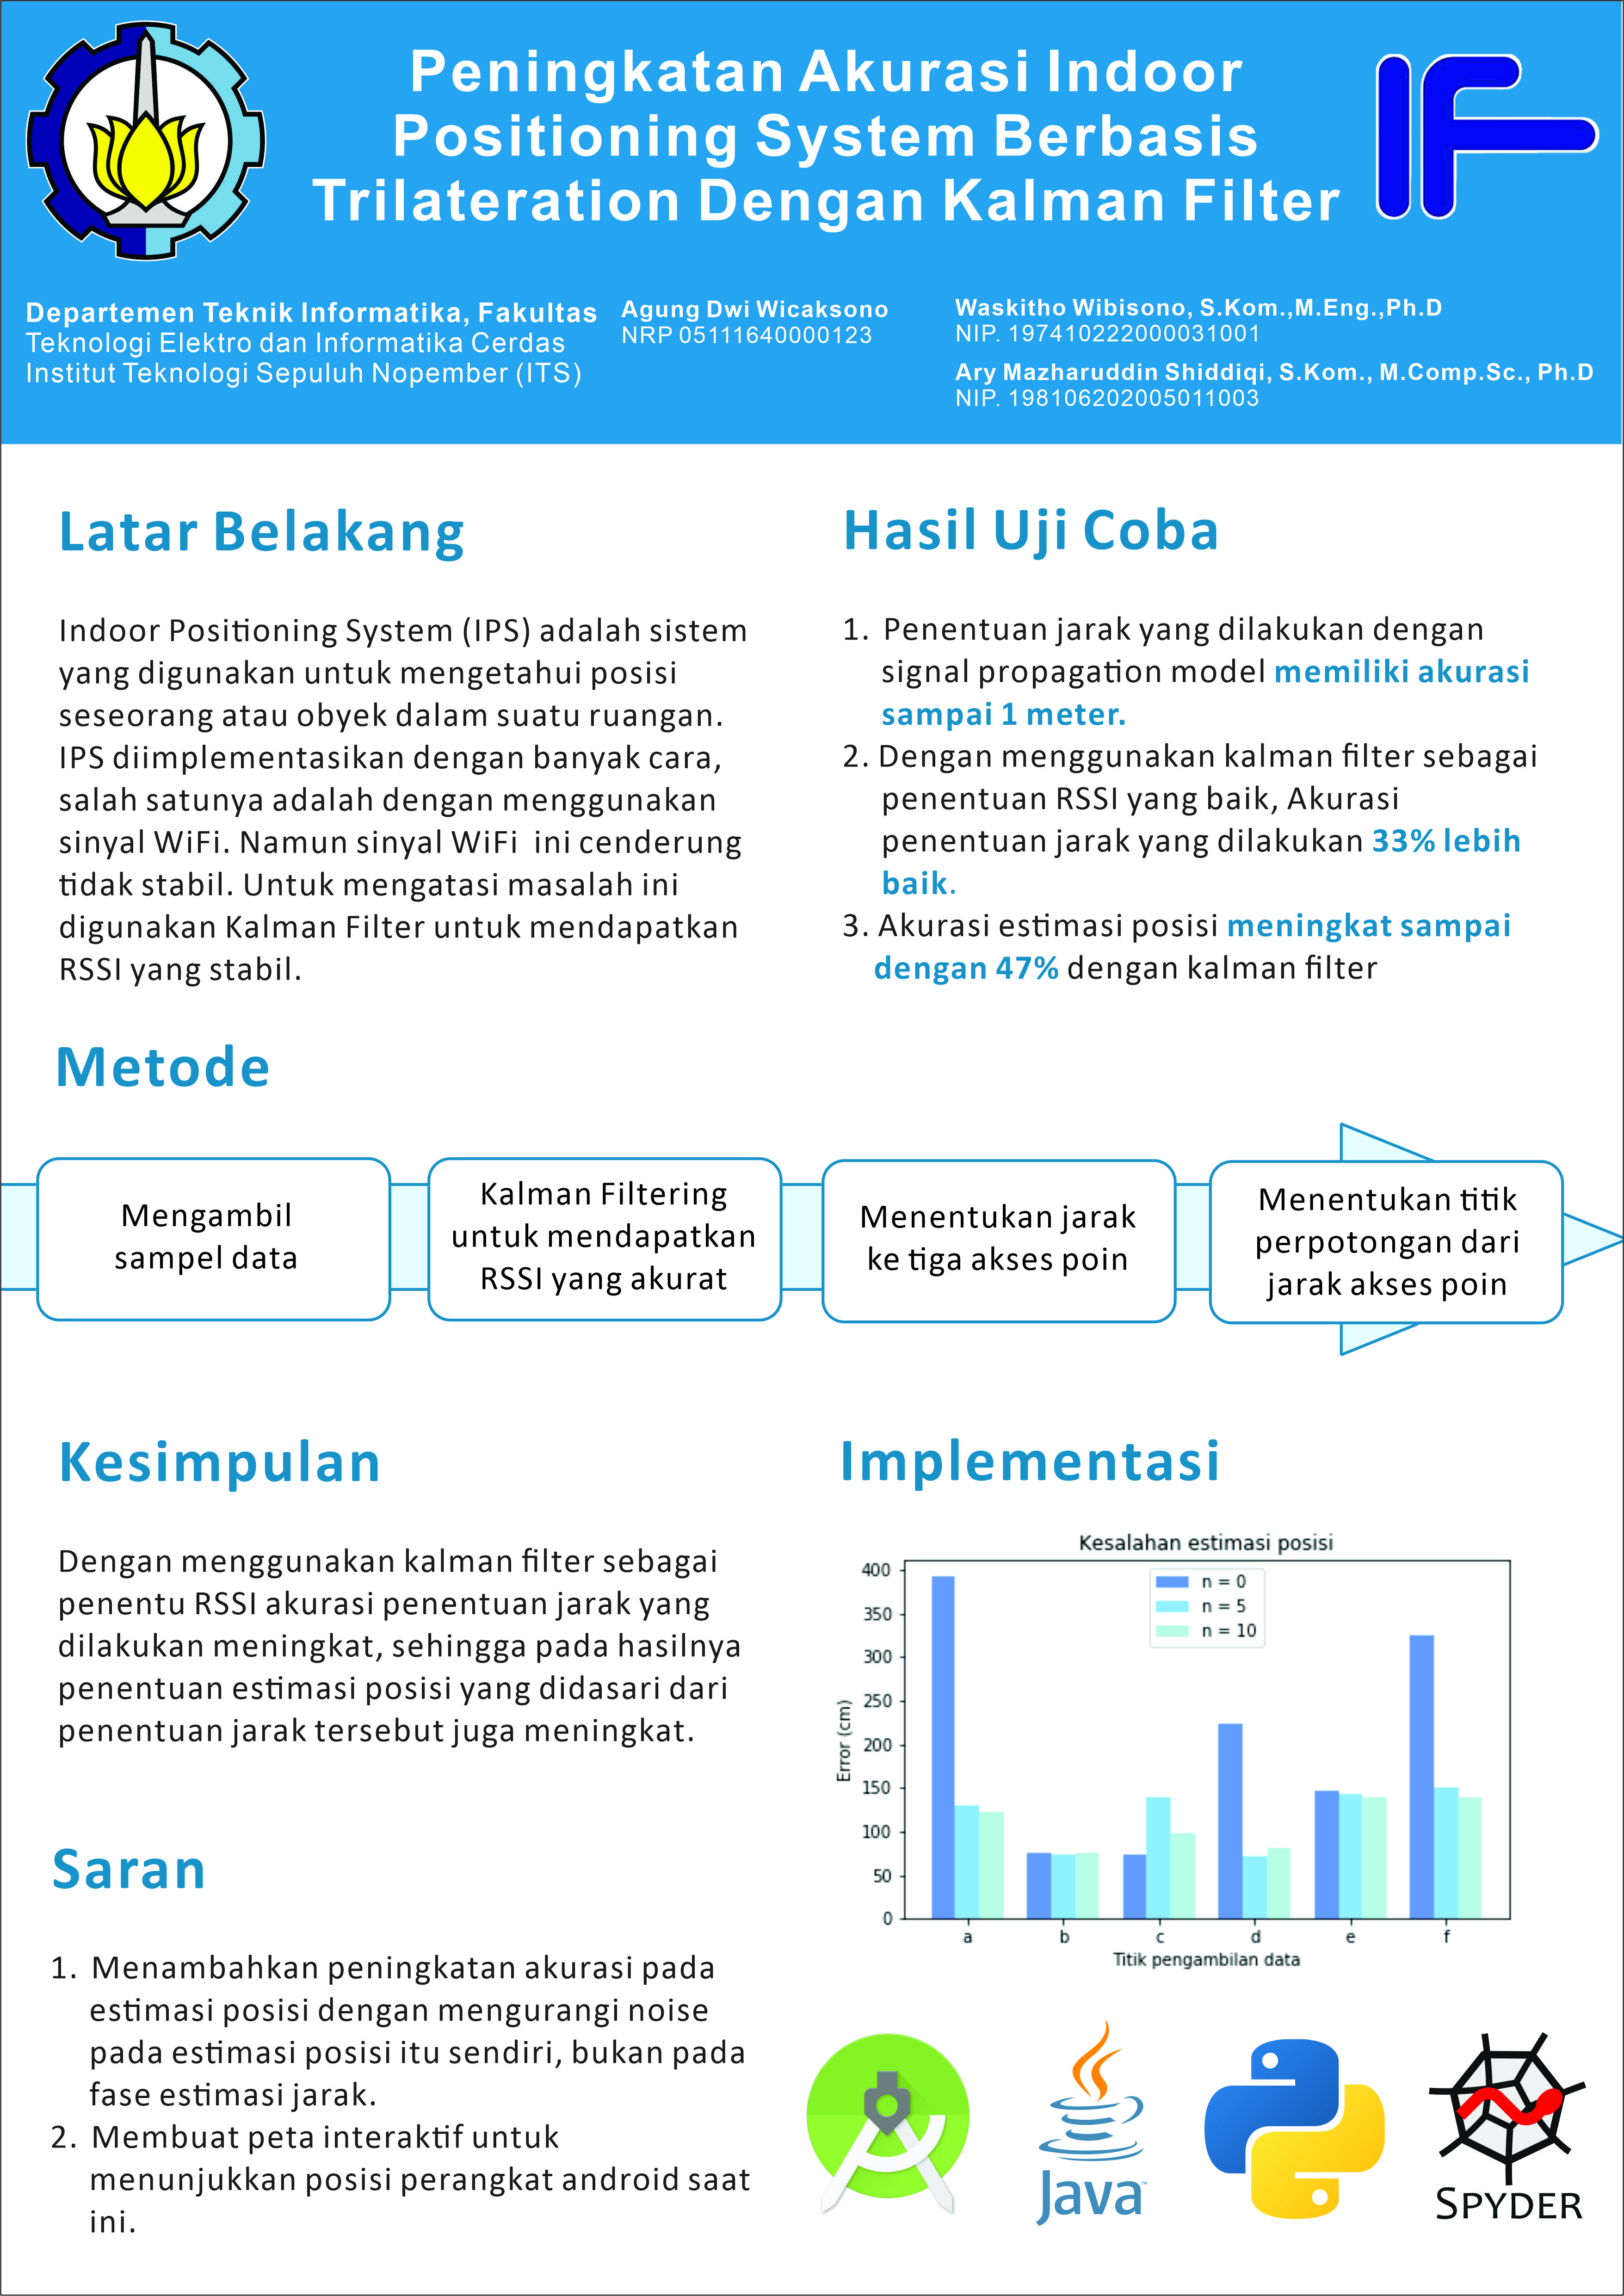 Peningkatan Akurasi Indoor
Positioning System Berbasis
Trilateration Dengan Kalman Filter
Departemen Teknik Informatika, Fakultas
Teknologi Elektro dan Informatika Cerdas
Institut Teknologi Sepuluh Nopember (ITS)
Agung Dwi Wicaksono
NRP 05111640000123
Waskitho Wibisono, S.Kom.,M.Eng.,Ph.D
NIP. 197410222000031001
Ary Mazharuddin Shiddiqi, S.Kom., M.Comp.Sc., Ph.D
NIP. 198106202005011003
Latar Belakang
Indoor Positioning System (IPS) adalah sistem
yang digunakan untuk mengetahui posisi
seseorang atau obyek dalam suatu ruangan.
IPS diimplementasikan dengan banyak cara,
salah satunya adalah dengan menggunakan
sinyal WiFi. Namun sinyal WiFi  ini cenderung
tidak stabil. Untuk mengatasi masalah ini
digunakan Kalman Filter untuk mendapatkan
RSSI yang stabil.
Hasil Uji Coba
1. Penentuan jarak yang dilakukan dengan
signal propagation model memiliki akurasi
sampai 1 meter.
2. Dengan menggunakan kalman filter sebagai
penentuan RSSI yang baik, Akurasi
penentuan jarak yang dilakukan 33% lebih
baik.
3. Akurasi estimasi posisi meningkat sampai
dengan 47% dengan kalman filter
Metode
Mengambil
sampel data
Kalman Filtering
untuk mendapatkan
RSSI yang akurat
Menentukan jarak
ke tiga akses poin
Menentukan titik
perpotongan dari
jarak akses poin
Kesimpulan
Dengan menggunakan kalman filter sebagai
penentu RSSI akurasi penentuan jarak yang
dilakukan meningkat, sehingga pada hasilnya
penentuan estimasi posisi yang didasari dari
penentuan jarak tersebut juga meningkat.
Saran
1. Menambahkan peningkatan akurasi pada
estimasi posisi dengan mengurangi noise
pada estimasi posisi itu sendiri, bukan pada
fase estimasi jarak.
2. Membuat peta interaktif untuk
menunjukkan posisi perangkat android saat
ini.
Implementasi
Kesalahan estimasi posisi
n = 0
n = 5
n = 10
400
350
300
250
200
150
100
50
0
Error (cm)
a b c d e f
Titik pengambilan data
Java™
SPYDER